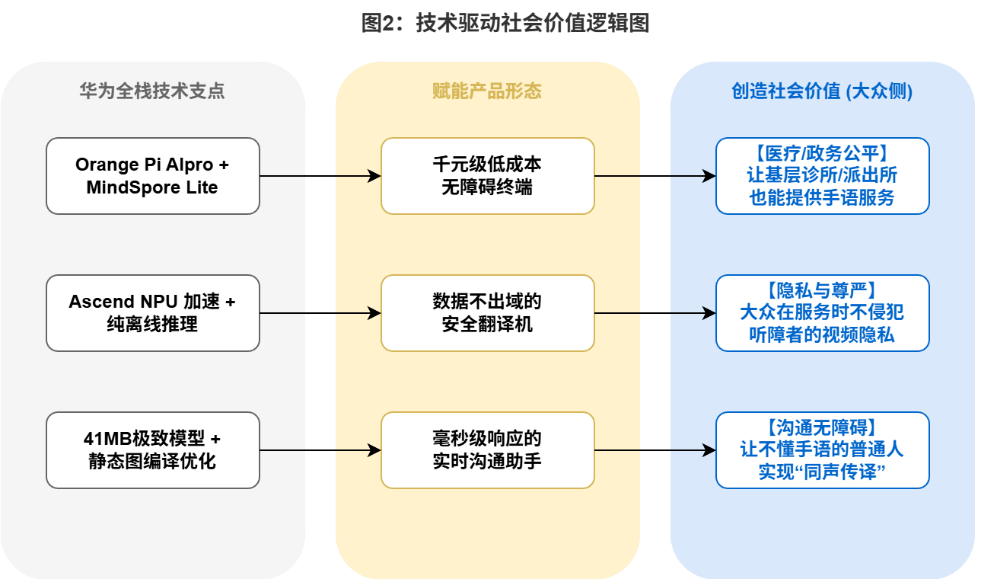 图2：技术驱动社会价值逻辑图
华为全栈技术支点
赋能产品形态
创造社会价值 (大众侧)
Orange Pi AIpro +
MindSpore Lite
千元级低成本
无障碍终端
【医疗/政务公平】
让基层诊所/派出所
也能提供手语服务
Ascend NPU 加速 +
纯离线推理
数据不出域的
安全翻译机
【隐私与尊严】
大众在服务时不侵犯
听障者的视频隐私
41MB极致模型 +
静态图编译优化
毫秒级响应的
实时沟通助手
【沟通无障碍】
让不懂手语的普通人
实现“同声传译”